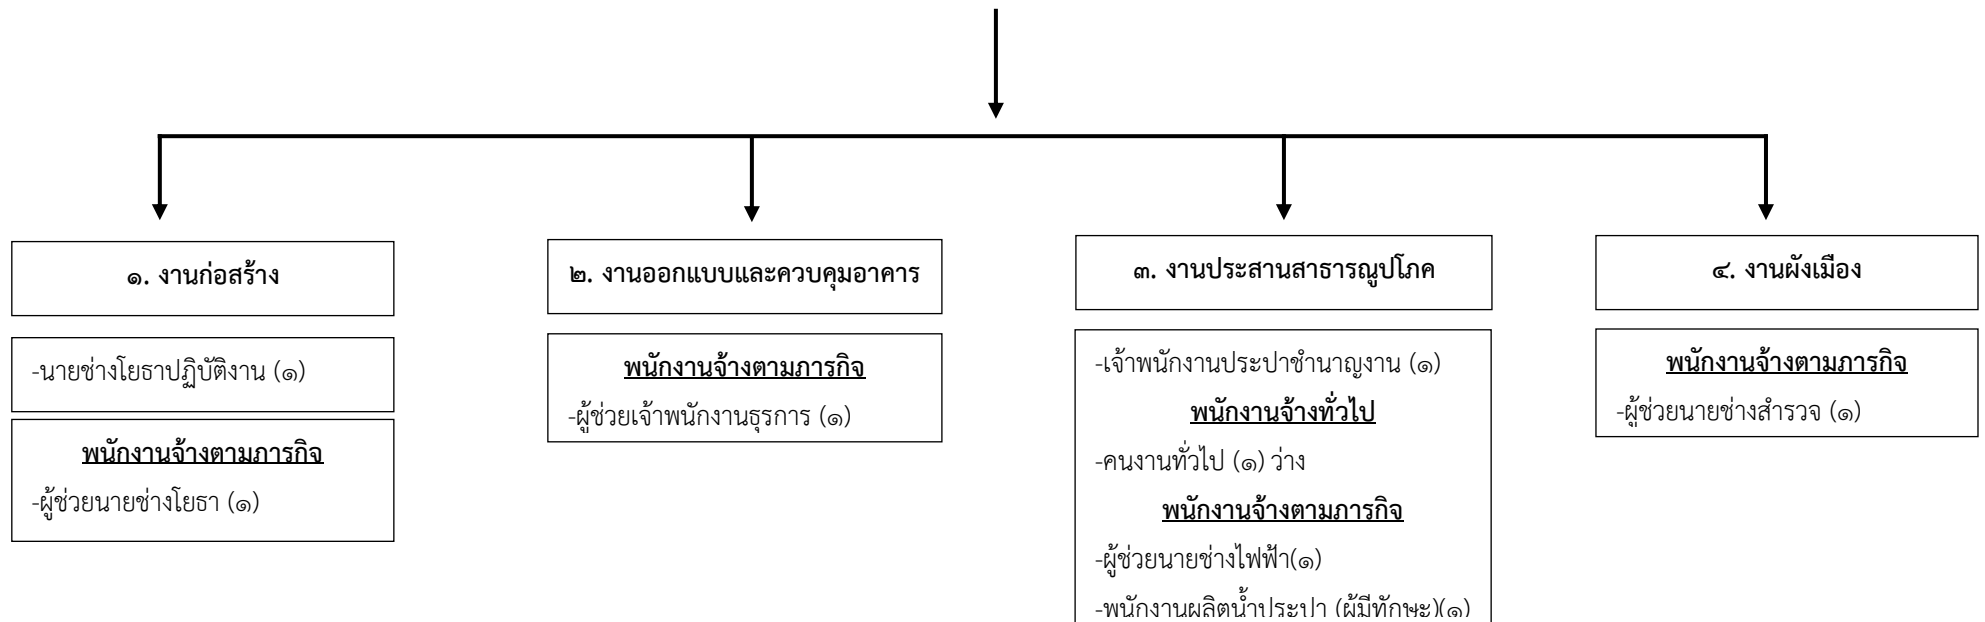 ๑. งานก่อสร้าง
-นายช่างโยธาปฏิบัติงาน (๑)
พนักงานจ้างตามภารกิจ
-ผู้ช่วยนายช่างโยธา (๑)
๒. งานออกแบบและควบคุมอาคาร
พนักงานจ้างตามภารกิจ
-ผู้ช่วยเจ้าพนักงานธุรการ (๑)
๓. งานประสานสาธารณูปโภค
-เจ้าพนักงานประปาชำนาญงาน (๑)
พนักงานจ้างทั่วไป
-คนงานทั่วไป (๑) ว่าง
พนักงานจ้างตามภารกิจ
-ผู้ช่วยนายช่างไฟฟ้า(๑)
-พนักงานผลิตน้ำประปา (ผู้มีทักษะ)(๑)
๔. งานผังเมือง
พนักงานจ้างตามภารกิจ
-ผู้ช่วยนายช่างสำรวจ (๑)